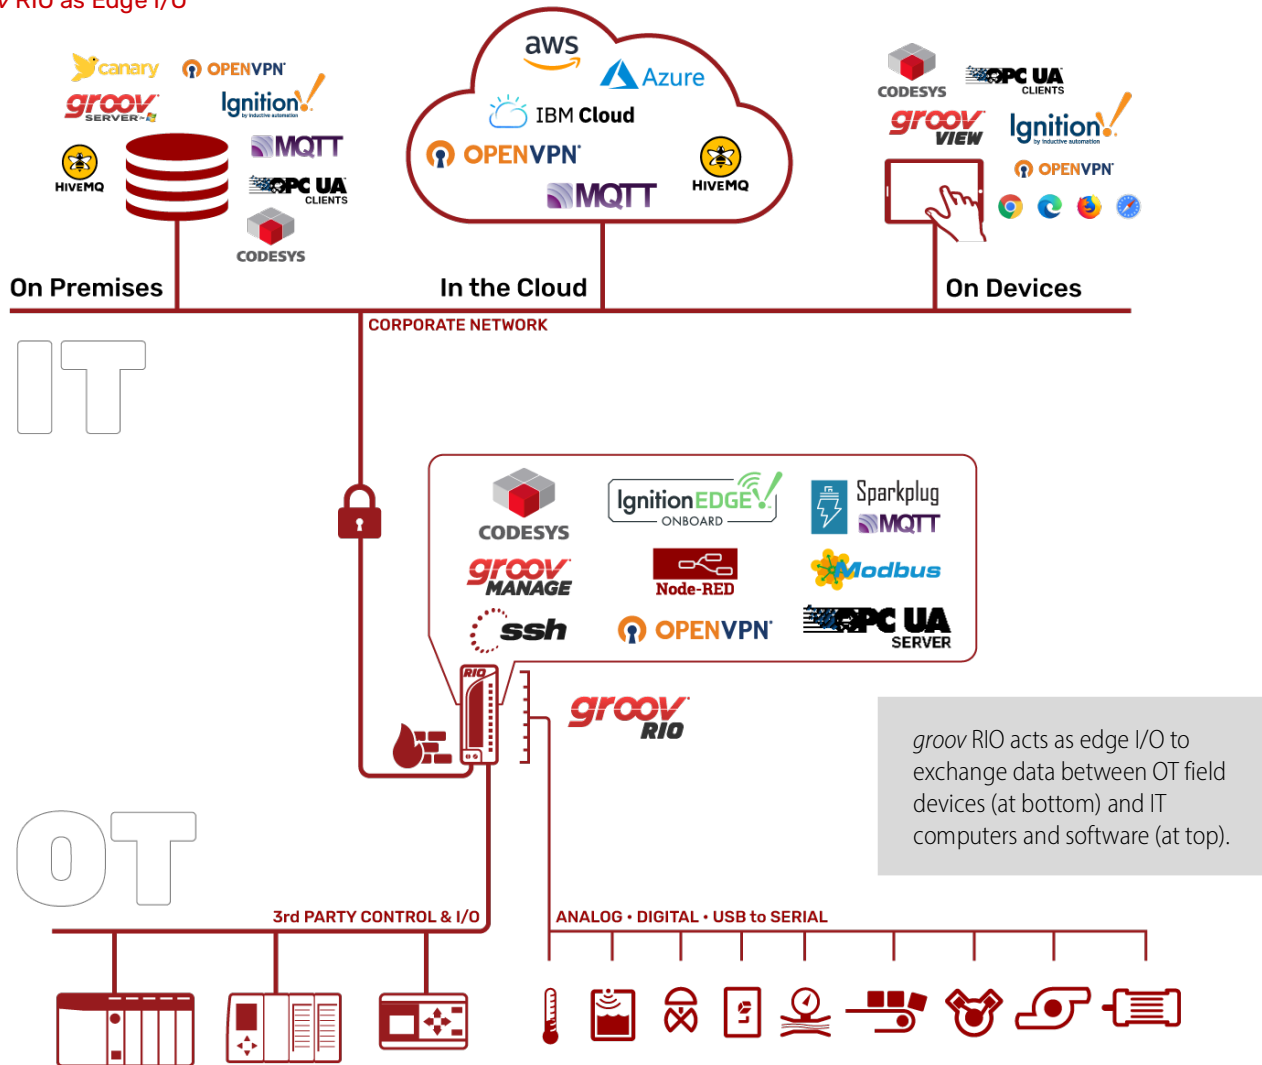 RIO as Edge I/O
canary
OPENVPN
groov
SERVER
Ignition!
by inductive automation
HIVEMQ
MQTT
OPC UA
CLIENTS
CODESYS
On Premises
aws
Azure
IBM Cloud
OPENVPN
MQTT
HIVEMQ
In the Cloud
CODESYS
OPC UA
CLIENTS
groov
VIEW
Ignition!
by inductive automation
OPENVPN
On Devices
CORPORATE NETWORK
IT
CODESYS
Ignition EDGE!
ONBOARD
Sparkplug
MQTT
groov
MANAGE
Node-RED
Modbus
ssh
OPENVPN
OPC UA
SERVER
RIO
groov
RIO
groov RIO acts as edge I/O to
exchange data between OT field
devices (at bottom) and IT
computers and software (at top).
OT
3rd PARTY CONTROL & I/O
ANALOG • DIGITAL • USB to SERIAL